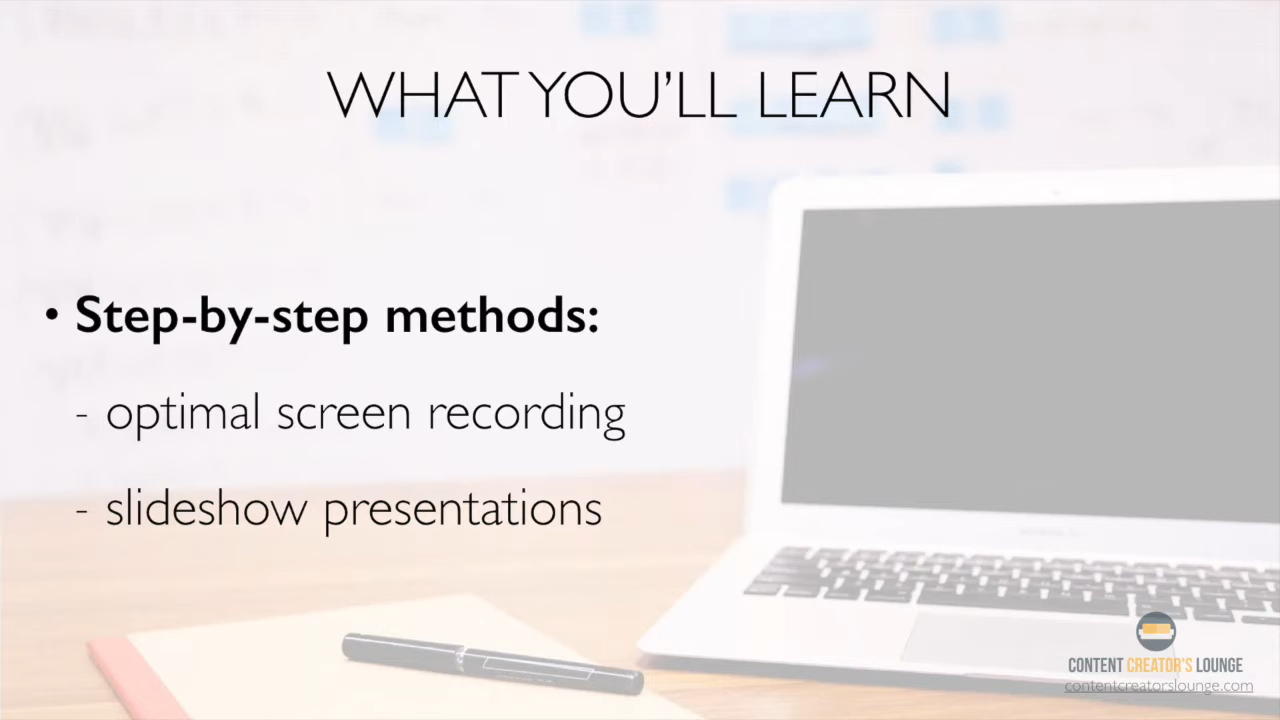 WHAT YOU'LL LEARN
• Step-by-step methods:
- optimal screen recording
- slideshow presentations
CONTENT CREATOR'S LOUNGE
contentcreatorslounge.com